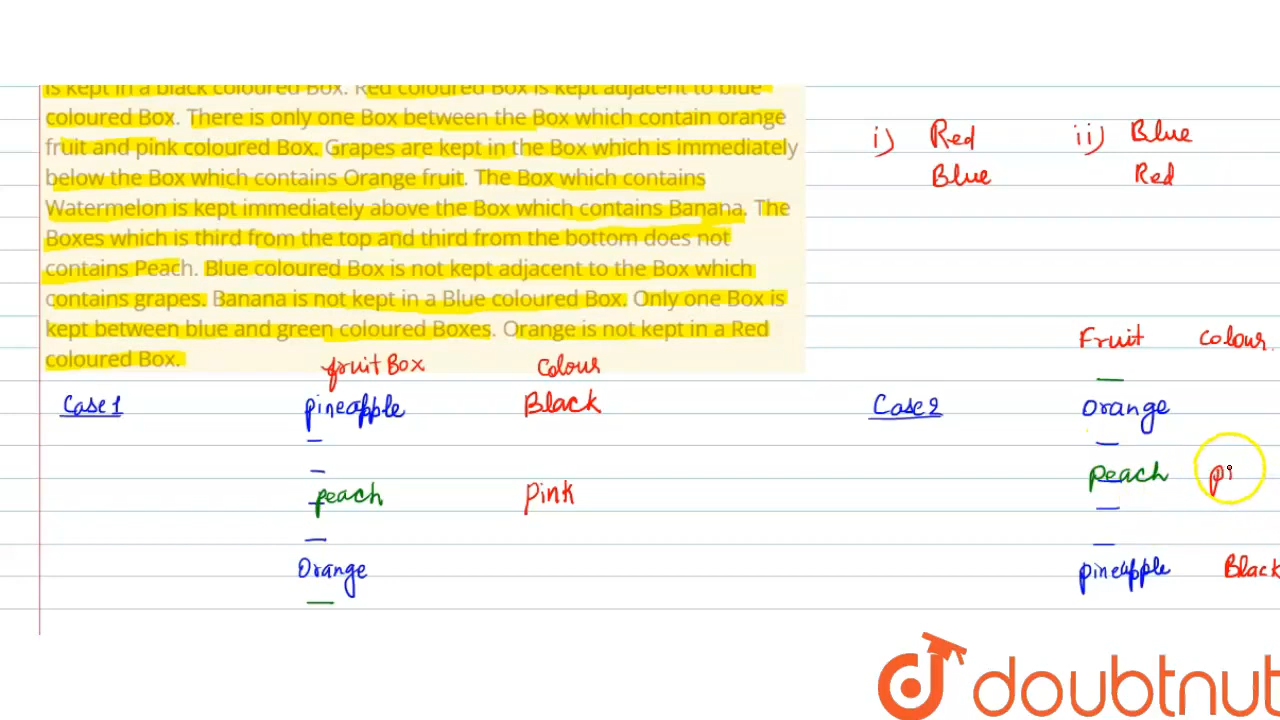 is kept in a black coloured Box. Red coloured Box is kept adjacent to blue
coloured Box. There is only one Box between the Box which contain orange
fruit and pink coloured Box. Grapes are kept in the Box which is immediately
below the Box which contains Orange fruit. The Box which contains
Watermelon is kept immediately above the Box which contains Banana. The
Boxes which is third from the top and third from the bottom does not
contains Peach. Blue coloured Box is not kept adjacent to the Box which
contains grapes. Banana is not kept in a Blue coloured Box. Only one Box is
kept between blue and green coloured Boxes. Orange is not kept in a Red
coloured Box.
i) Red ii) Blue
Blue Red
fruit Box Colour
Case 1 pineapple Black
peach pink
Orange
Fruit Colour.
Case 2 Orange
peach pi
pineapple Black
doubtnut